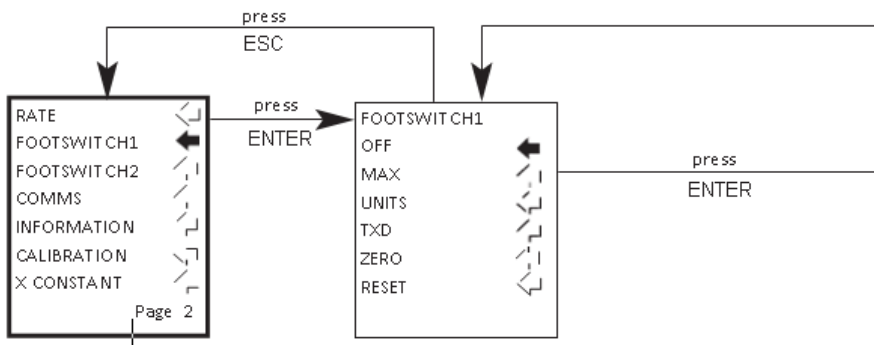 press
ESC
RATE
FOOTSWITCH1
FOOTSWITCH2
COMMS
INFORMATION
CALIBRATION
X CONSTANT
Page 2
press
ENTER
FOOTSWITCH1
OFF
MAX
UNITS
TXD
ZERO
RESET
press
ENTER